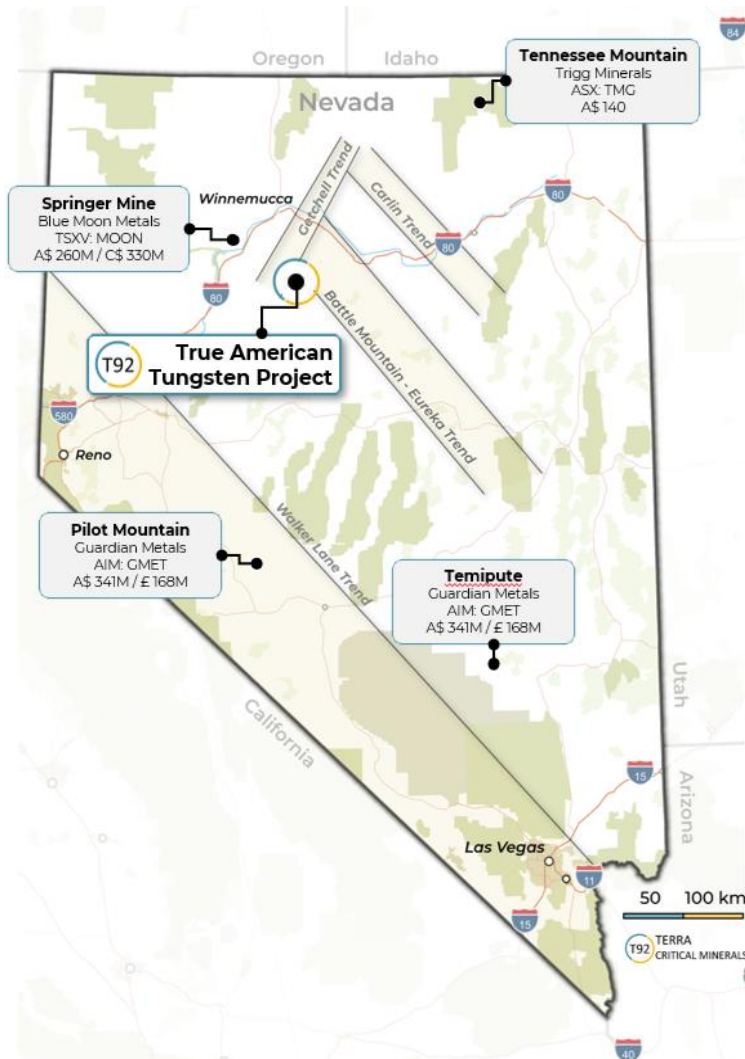 84
Oregon
Idaho
Tennessee Mountain
Trigg Minerals
ASX: TMG
A$ 140
Nevada
Getchell Trend
Carlin Trend
Winnemucca
80
Springer Mine
Blue Moon Metals
TSXV: MOON
A$ 260M / C$ 330M
80
80
T92
True American
Tungsten Project
Battle Mountain - Eureka Trend
580
Reno
Walker Lane Trend
Pilot Mountain
Guardian Metals
AIM: GMET
A$ 341M / £ 168M
Temipute
Guardian Metals
AIM: GMET
A$ 341M / £ 168M
Utah
California
15
Arizona
Las Vegas
11
50 100 km
15
T92
TERRA
CRITICAL MINERALS
40